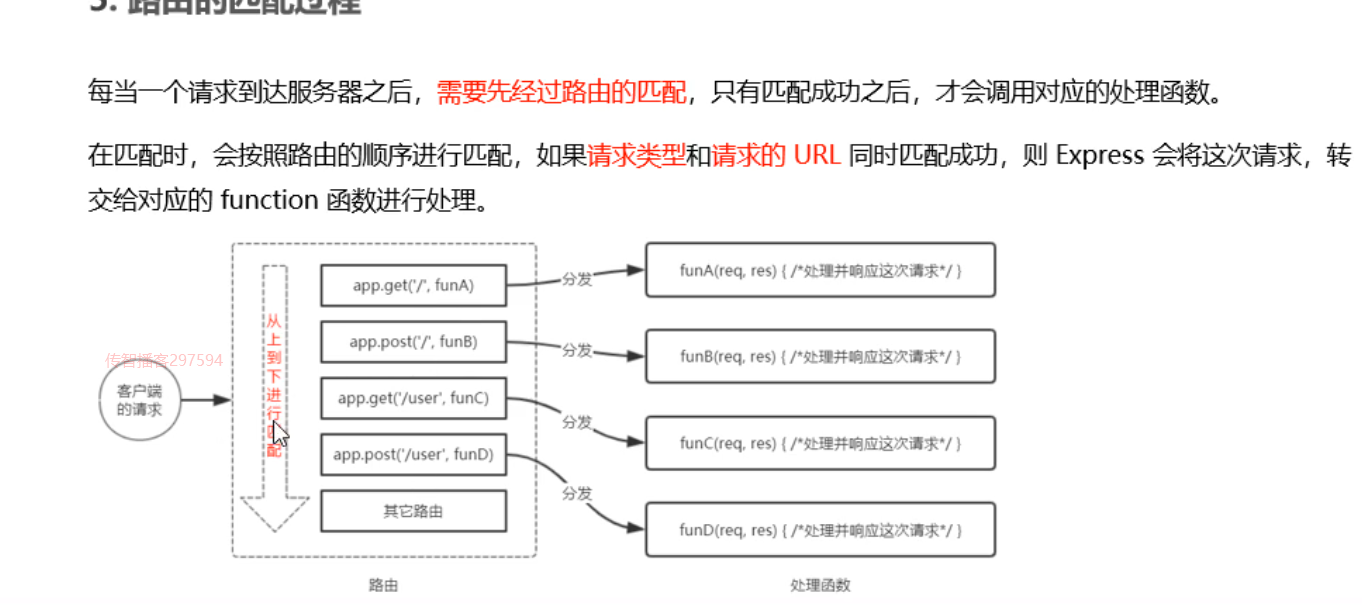 3. 路由的匹配过程
每当一个请求到达服务器之后，需要先经过路由的匹配，只有匹配成功之后，才会调用对应的处理函数。
在匹配时，会按照路由的顺序进行匹配，如果请求类型和请求的 URL 同时匹配成功，则 Express 会将这次请求，转
交给对应的 function 函数进行处理。
传智播客297594
客户端
的请求
从上到下进行匹配
app.get('/', funA)
app.post('/', funB)
app.get('/user', funC)
app.post('/user', funD)
其它路由
路由
分发
分发
分发
分发
funA(req, res) { /*处理并响应这次请求*/ }
funB(req, res) { /*处理并响应这次请求*/ }
funC(req, res) { /*处理并响应这次请求*/ }
funD(req, res) { /*处理并响应这次请求*/ }
处理函数